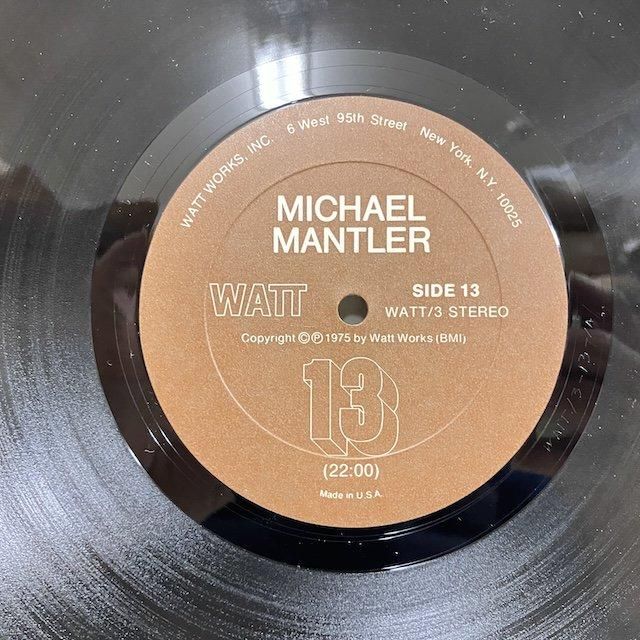 WATT WORKS, INC. 6 West 95th Street New York, N.Y. 10025
MICHAEL
MANTLER
WATT
SIDE 13
WATT/3 STEREO
Copyright ©Ⓟ1975 by Watt Works (BMI)
13
(22:00)
Made in U.S.A.